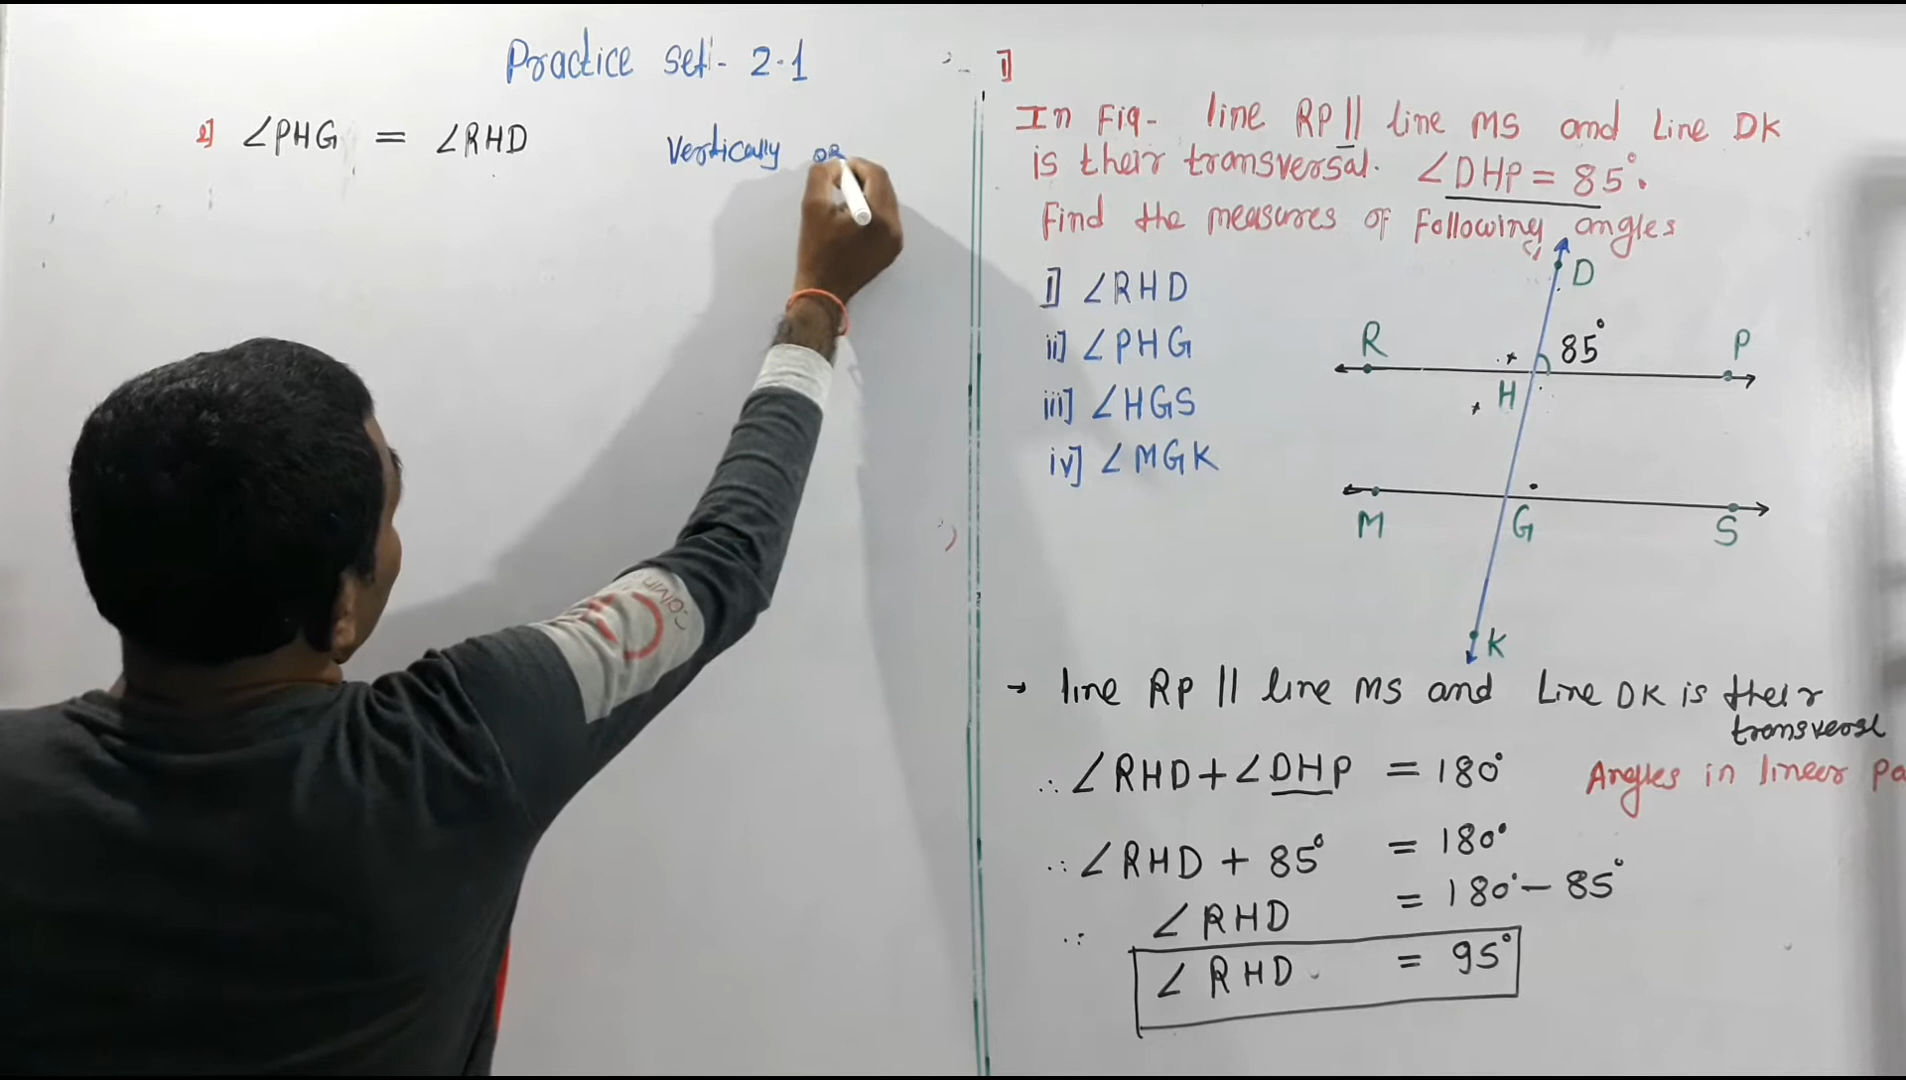 Practice set - 2.1
2] ∠PHG = ∠RHD Vertically
1]
In Fig- line RP || line MS and Line DK
is their transversal. ∠DHP = 85°.
Find the measures of Following angles
i] ∠RHD
ii] ∠PHG
iii] ∠HGS
iv] ∠MGK
D
R 85° P
H
M G S
K
→ line RP || line MS and Line DK is their
transverse
∴ ∠RHD + ∠DHP = 180° Angles in linear
∴ ∠RHD + 85° = 180°
∴ ∠RHD = 180° - 85°
∠RHD = 95°